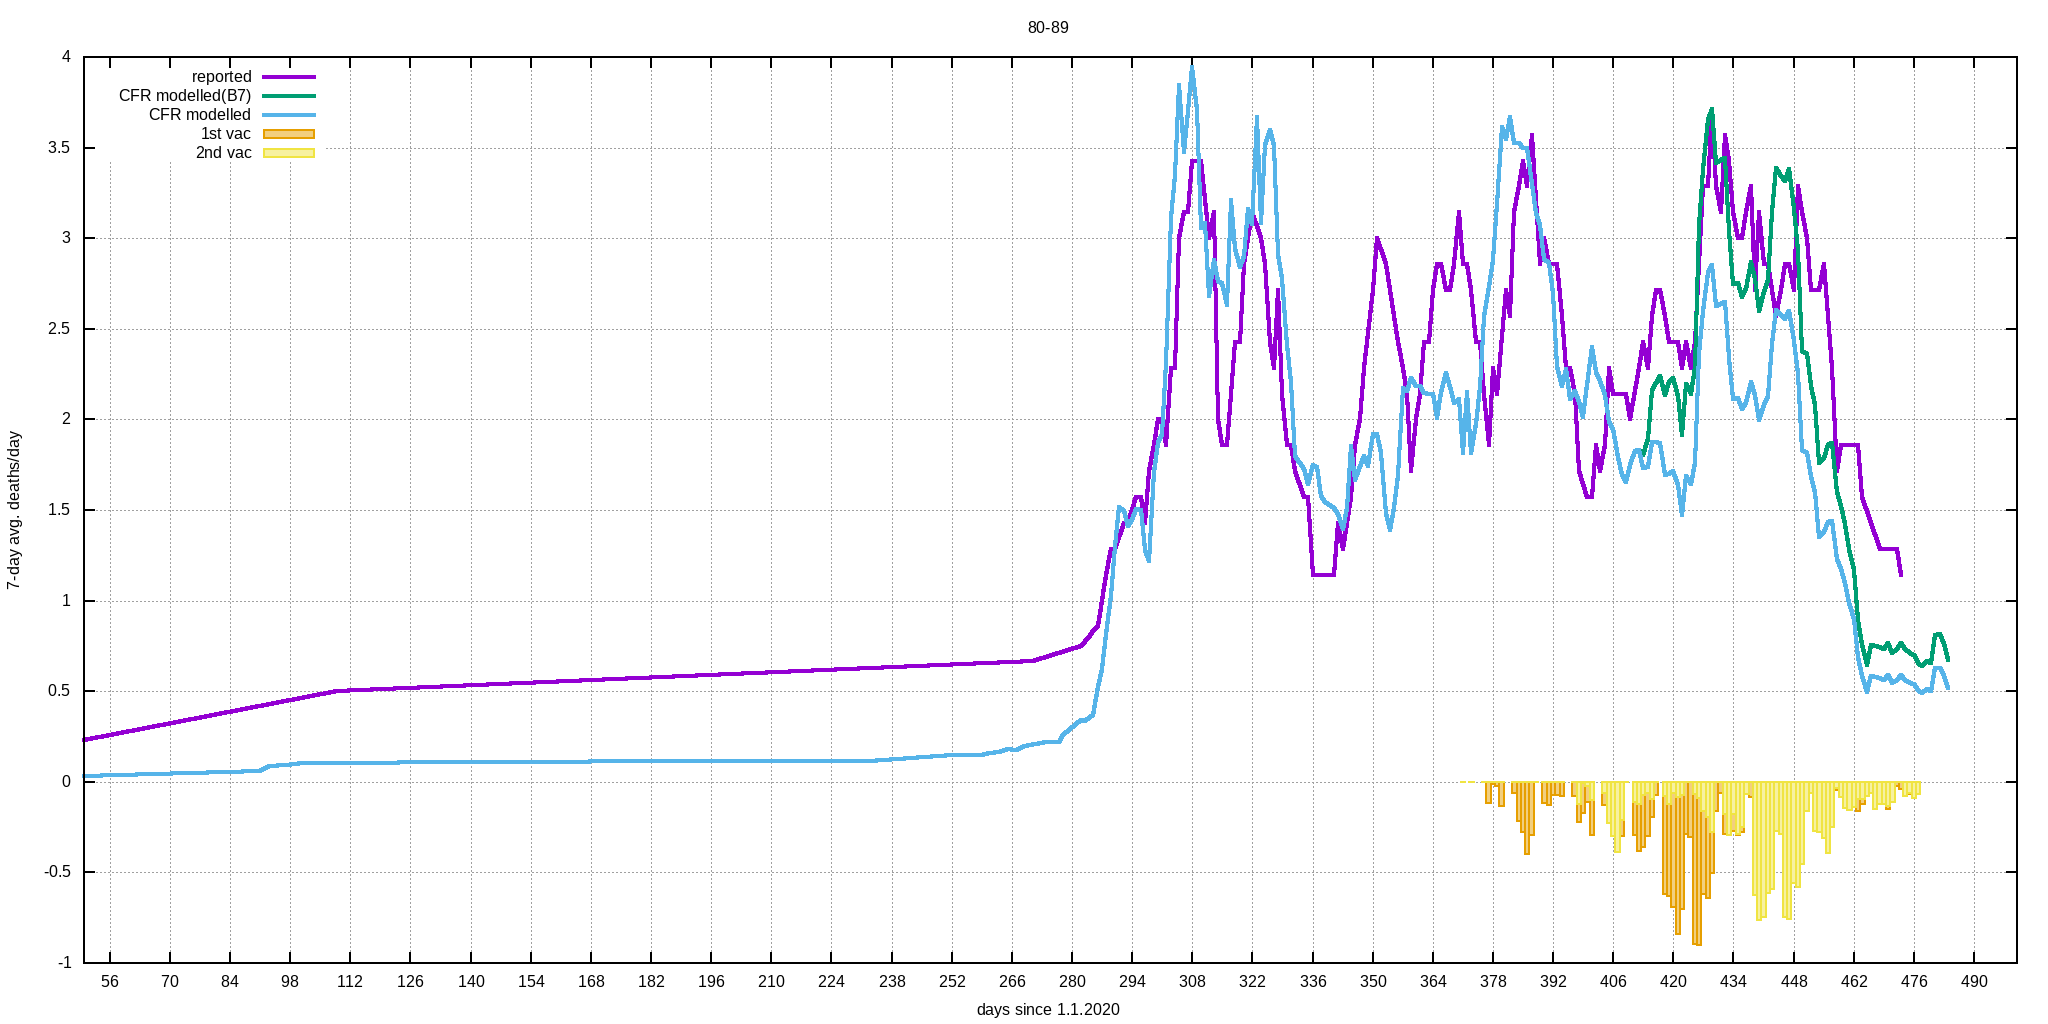 80-89
4
3.5
3
2.5
2
1.5
1
0.5
0
-0.5
-1
7-day avg. deaths/day
reported
CFR modelled(B7)
CFR modelled
1st vac
2nd vac
56 70 84 98 112 126 140 154 168 182 196 210 224 238 252 266 280 294 308 322 336 350 364 378 392 406 420 434 448 462 476 490
days since 1.1.2020